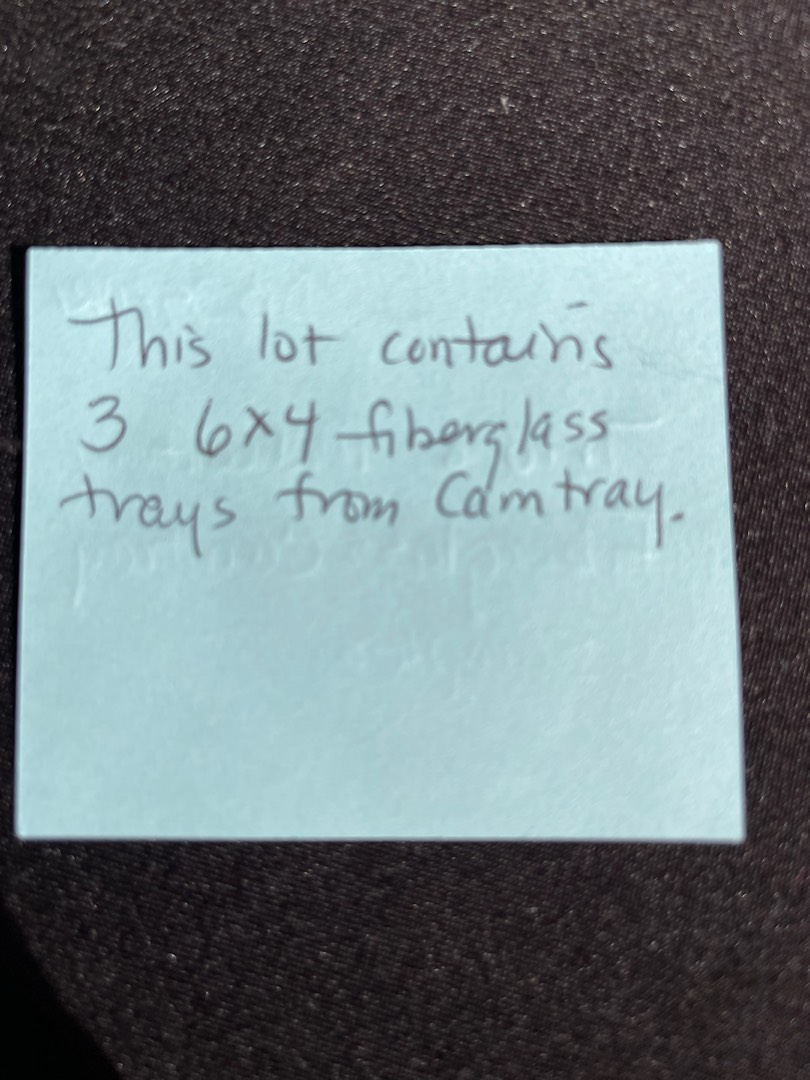 This lot contains
3 6x4 fiberglass
trays from Camtray.